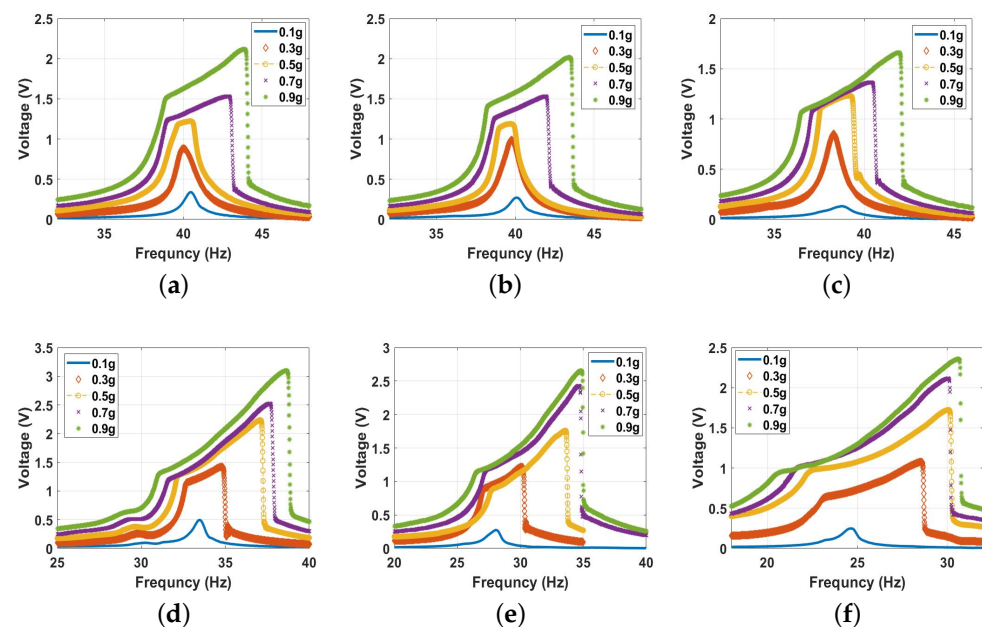 2.5
2
1.5
1
0.5
0
Voltage (V)
35 40 45
Frequncy (Hz)
0.1g
0.3g
0.5g
0.7g
0.9g
(a)
2.5
2
1.5
1
0.5
0
Voltage (V)
35 40 45
Frequncy (Hz)
0.1g
0.3g
0.5g
0.7g
0.9g
(b)
2
1.5
1
0.5
0
Voltage (V)
35 40 45
Frequncy (Hz)
0.1g
0.3g
0.5g
0.7g
0.9g
(c)
3.5
3
2.5
2
1.5
1
0.5
0
Voltage (V)
25 30 35 40
Frequncy (Hz)
0.1g
0.3g
0.5g
0.7g
0.9g
(d)
3
2.5
2
1.5
1
0.5
0
Voltage (V)
20 25 30 35 40
Frequncy (Hz)
0.1g
0.3g
0.5g
0.7g
0.9g
(e)
2.5
2
1.5
1
0.5
0
Voltage (V)
20 25 30
Frequncy (Hz)
0.1g
0.3g
0.5g
0.7g
0.9g
(f)